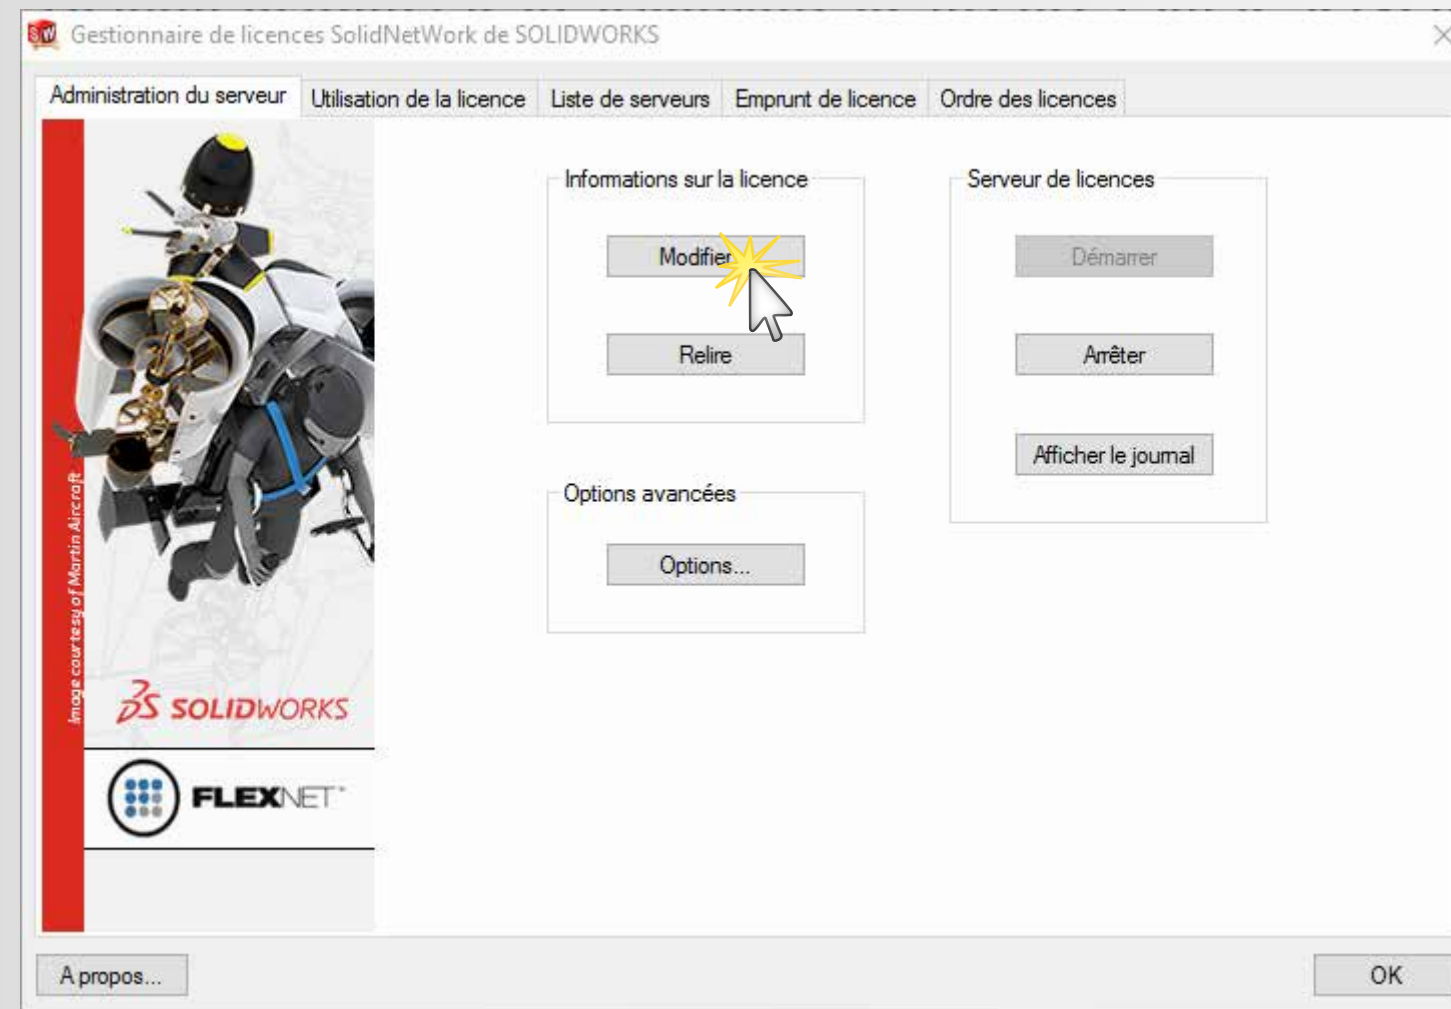 Gestionnaire de licences SolidNetWork de SOLIDWORKS
Administration du serveur
Utilisation de la licence
Liste de serveurs
Emprunt de licence
Ordre des licences
Informations sur la licence
Modifier
Relire
Options avancées
Options...
Serveur de licences
Démarrer
Arrêter
Afficher le journal
Image courtesy of Martin Aircraft
SOLIDWORKS
FLEXNET
A propos...
OK